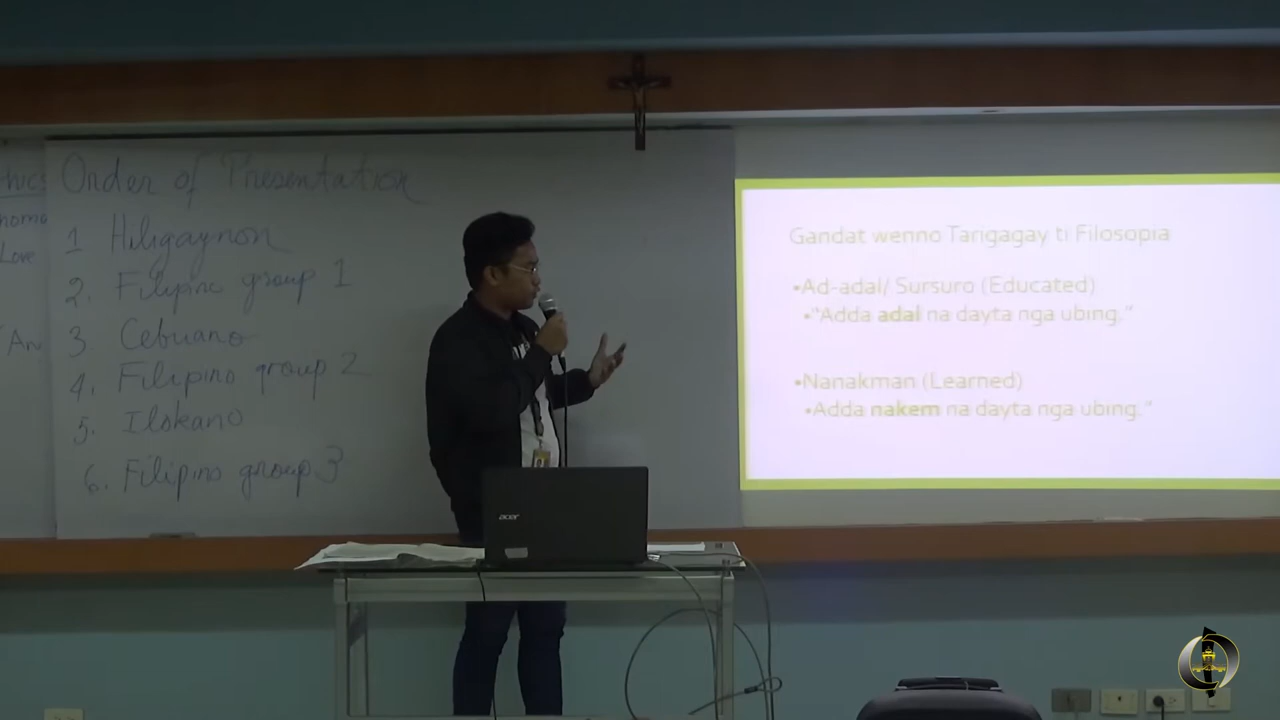 Order of Presentation
1 Hiligaynon
2. Filipino group 1
3. Cebuano
4. Filipino group 2
5. Ilokano
6. Filipino group 3
Love
Gandat wenno Tarigagay ti Filosopia
•Ad-adal/ Sursuro (Educated)
•"Adda adal na dayta nga ubing."
•Nanakman (Learned)
•Adda nakem na dayta nga ubing."
acer